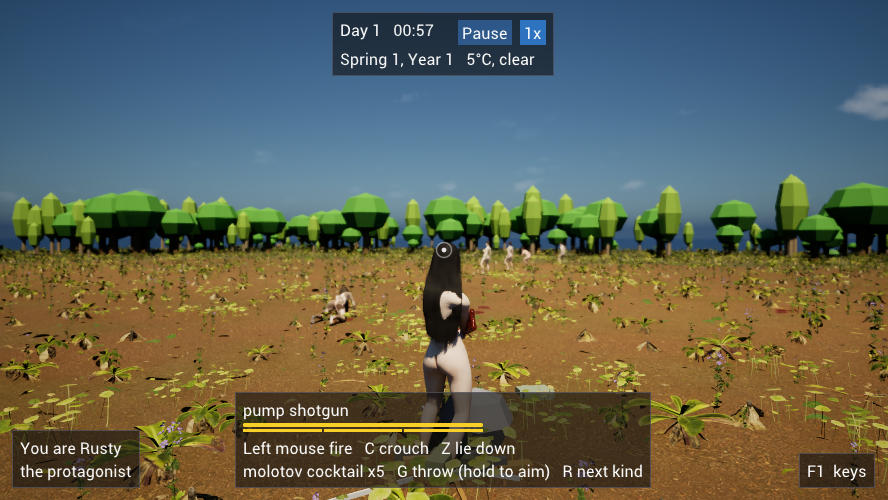 Day 1 00:57 Pause 1x
Spring 1, Year 1 5°C, clear
pump shotgun
Left mouse fire C crouch Z lie down
molotov cocktail x5 G throw (hold to aim) R next kind
You are Rusty
the protagonist
F1 keys